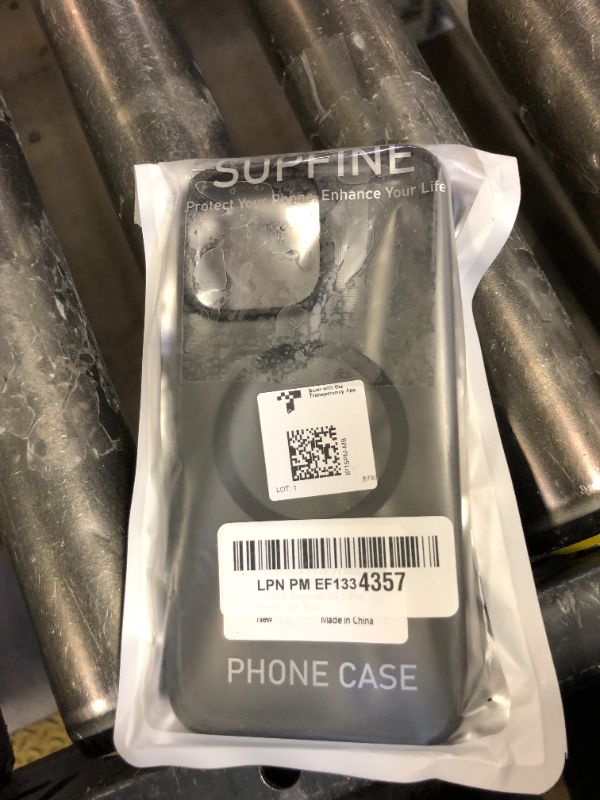 SUPFINE
Protect Your Phone, Enhance Your Life
Scan with the
Transparency App
LOT: 1
LPN PM EF1334357
New Made in China
PHONE CASE